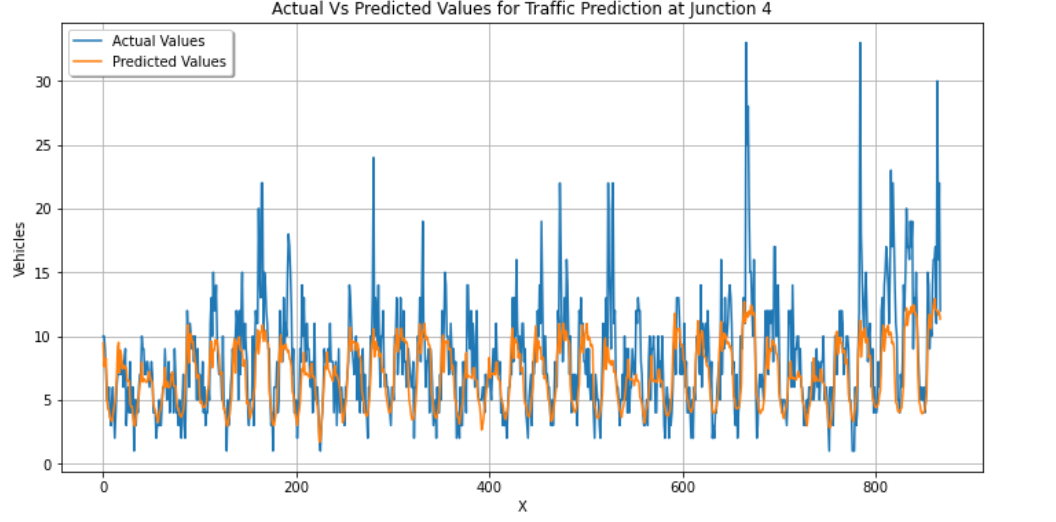 Actual Vs Predicted Values for Traffic Prediction at Junction 4
Actual Values
Predicted Values
Vehicles
30
25
20
15
10
5
0
0 200 400 600 800
X